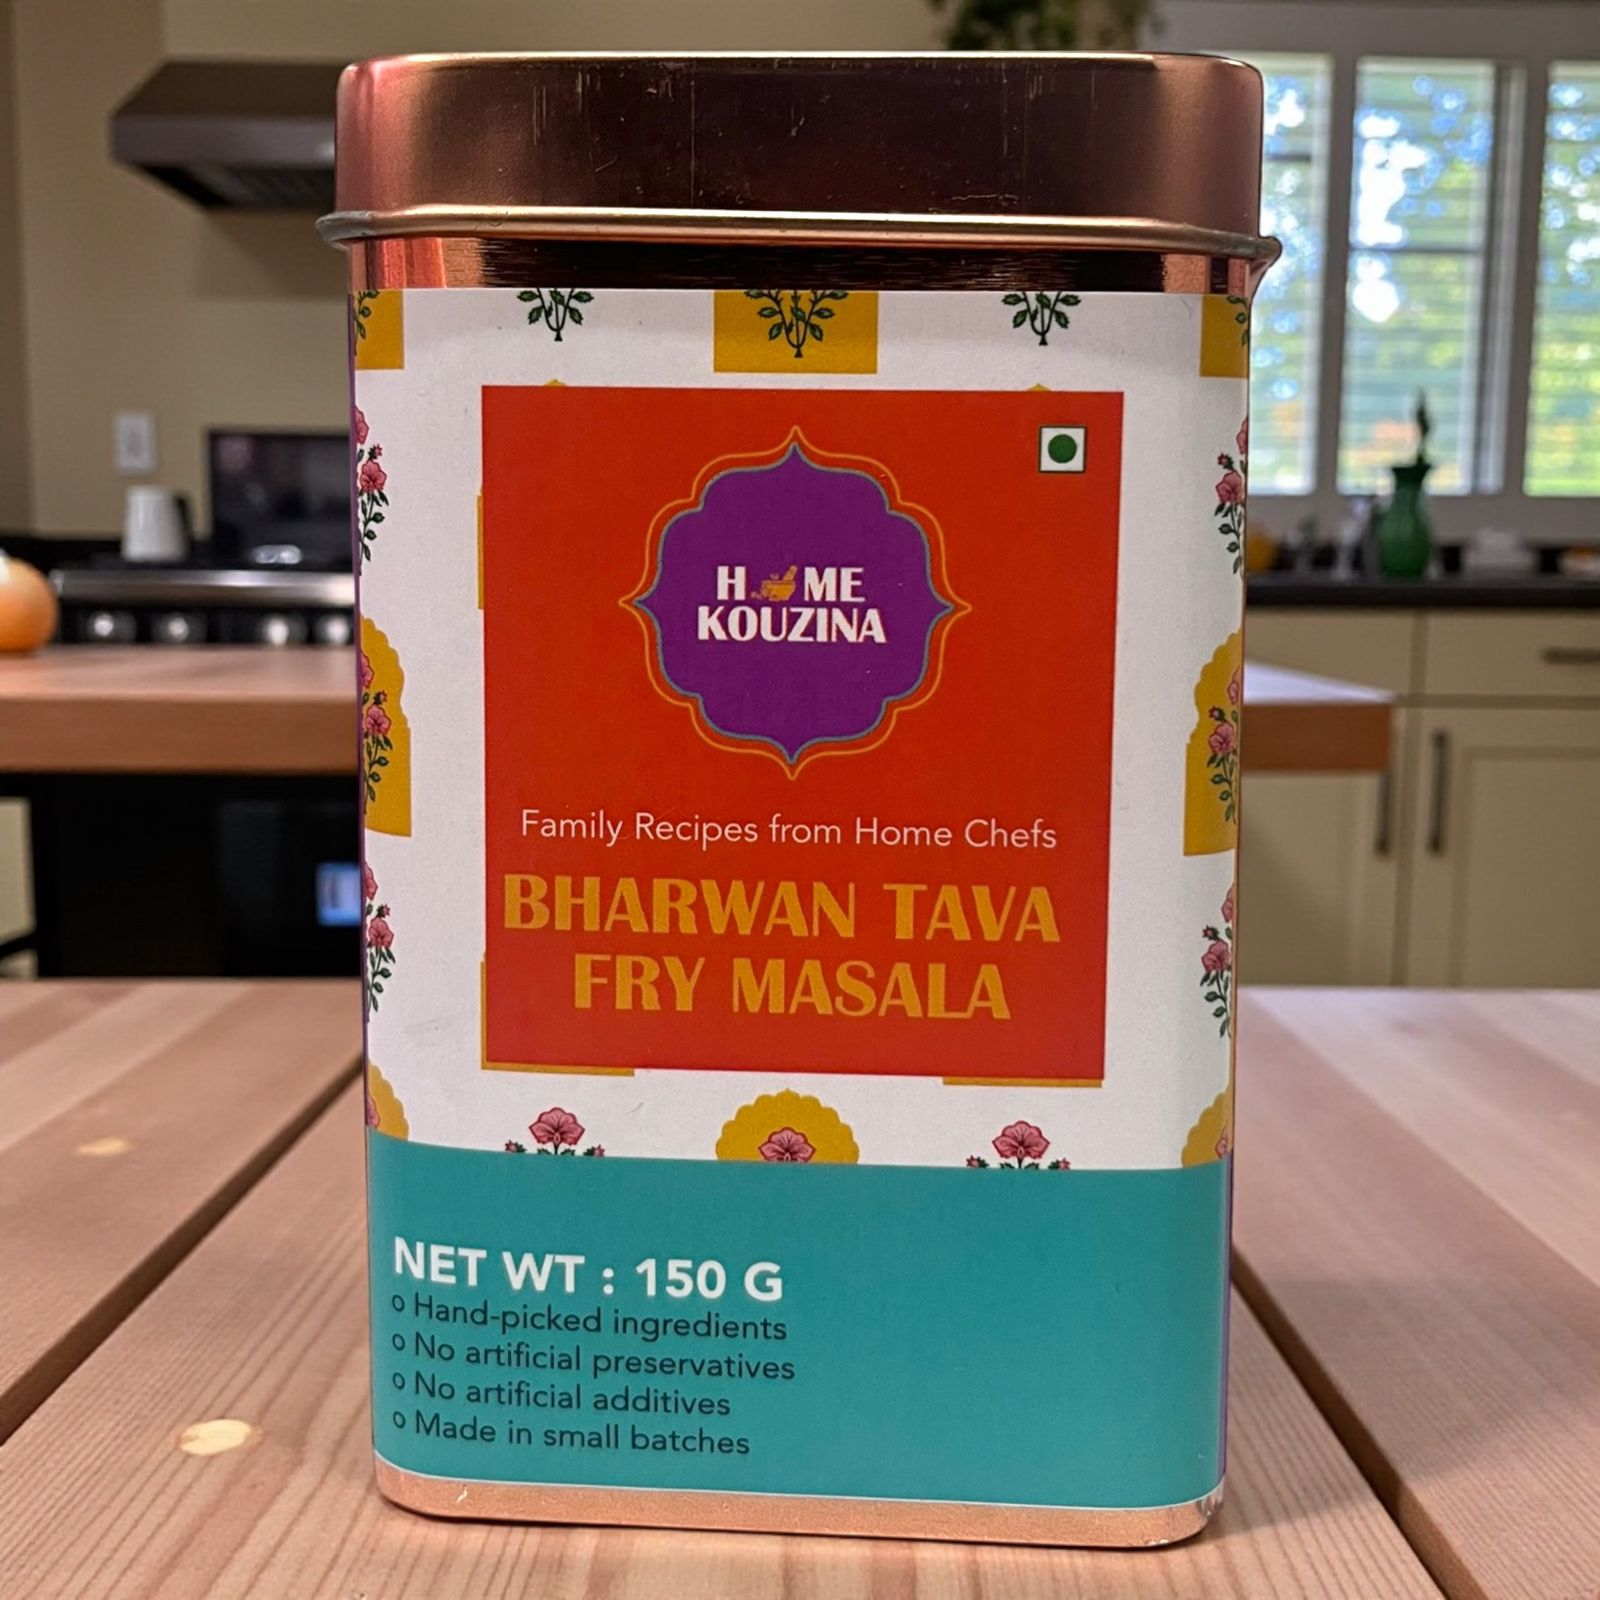 HOME
KOUZINA
Family Recipes from Home Chefs
BHARWAN TAVA
FRY MASALA
NET WT : 150 G
o Hand-picked ingredients
o No artificial preservatives
o No artificial additives
o Made in small batches